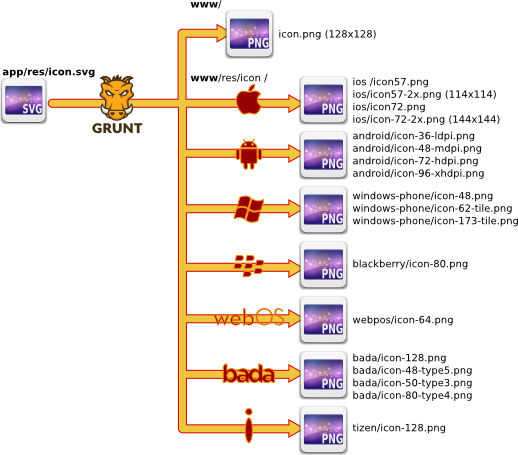 www/
PNG
icon.png (128x128)
app/res/icon.svg
SVG
GRUNT
www/res/icon /
PNG
ios /icon57.png
ios/icon57-2x.png (114x114)
ios/icon72.png
ios/icon-72-2x.png (144x144)
PNG
android/icon-36-ldpi.png
android/icon-48-mdpi.png
android/icon-72-hdpi.png
android/icon-96-xhdpi.png
PNG
windows-phone/icon-48.png
windows-phone/icon-62-tile.png
windows-phone/icon-173-tile.png
PNG
blackberry/icon-80.png
webOS
PNG
webpos/icon-64.png
bada
PNG
bada/icon-128.png
bada/icon-48-type5.png
bada/icon-50-type3.png
bada/icon-80-type4.png
PNG
tizen/icon-128.png